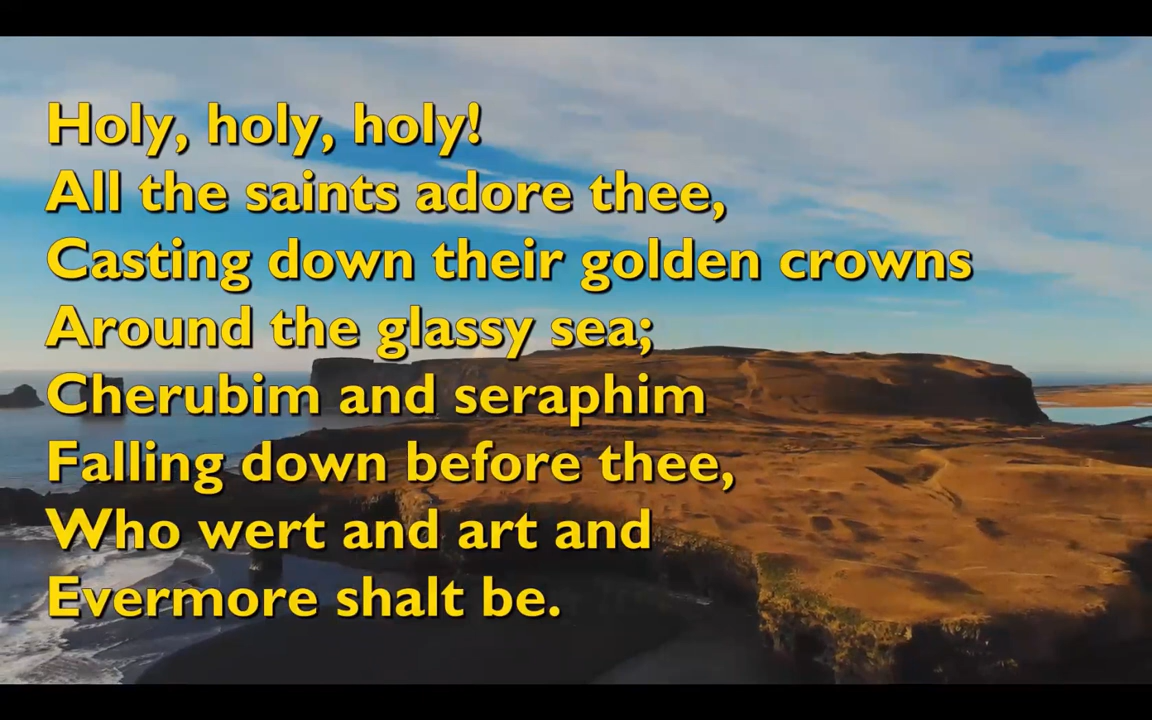 Holy, holy, holy!
All the saints adore thee,
Casting down their golden crowns
Around the glassy sea;
Cherubim and seraphim
Falling down before thee,
Who wert and art and
Evermore shalt be.